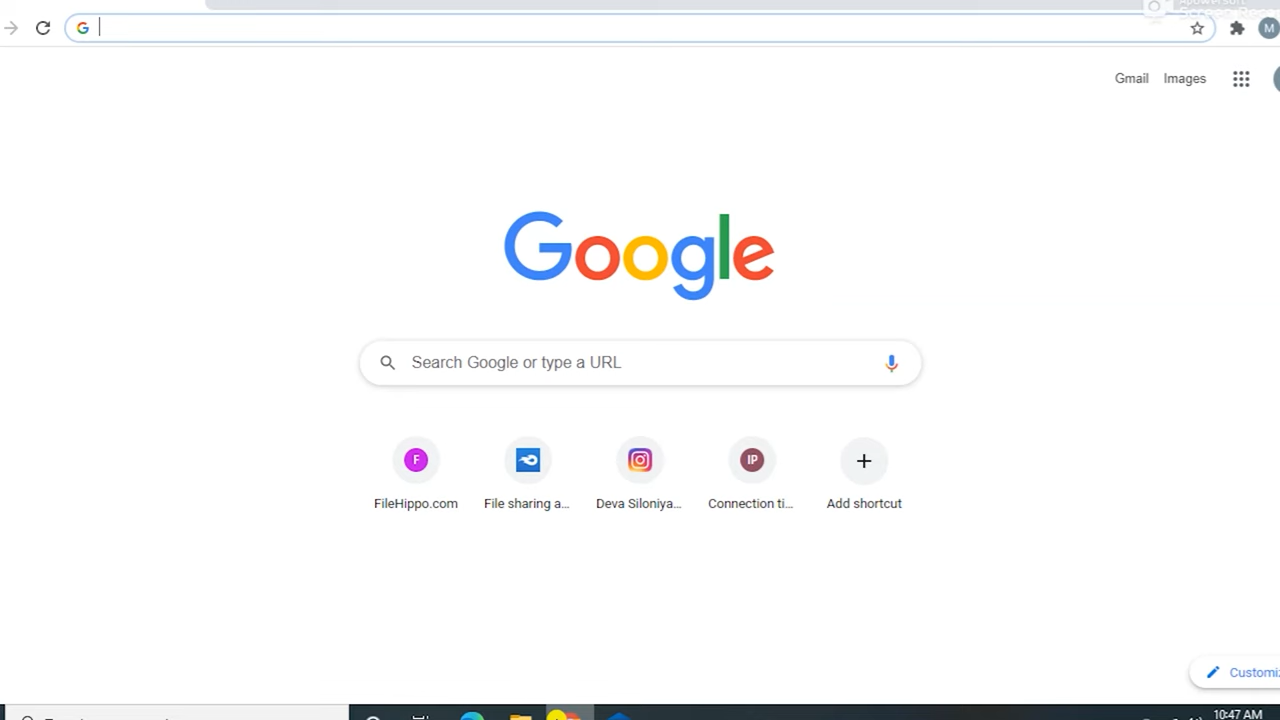 G
M
Gmail Images
Google
Search Google or type a URL
F
IP
FileHippo.com File sharing a... Deva Siloniya... Connection ti... Add shortcut
10:47 AM